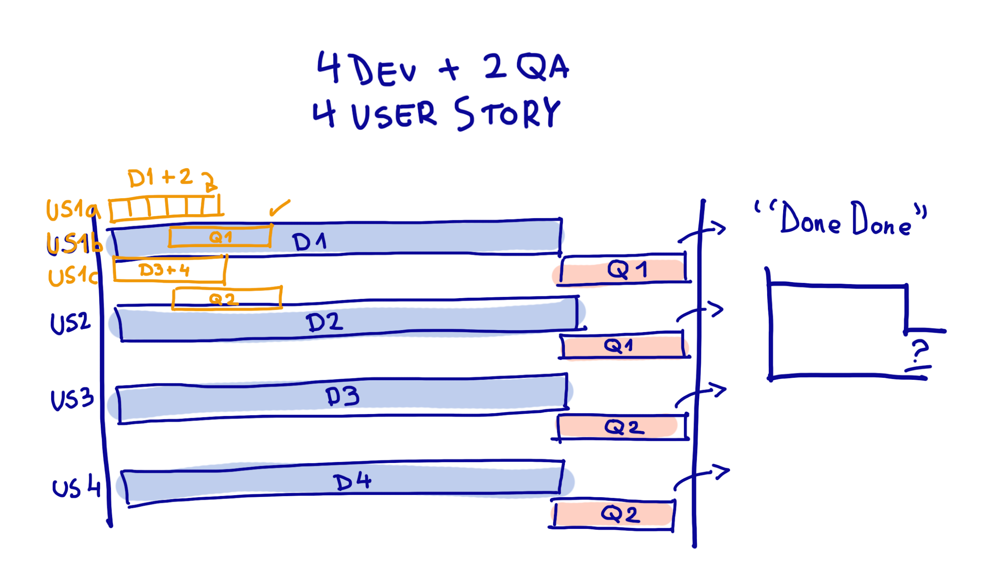 4 DEV + 2 QA
4 USER STORY
D1+2
US1a
US1b Q1 D1
US1c D3+4 Q1
Q2
US2 D2
Q1
US3 D3
Q2
US4 D4
Q2
“Done Done”
?